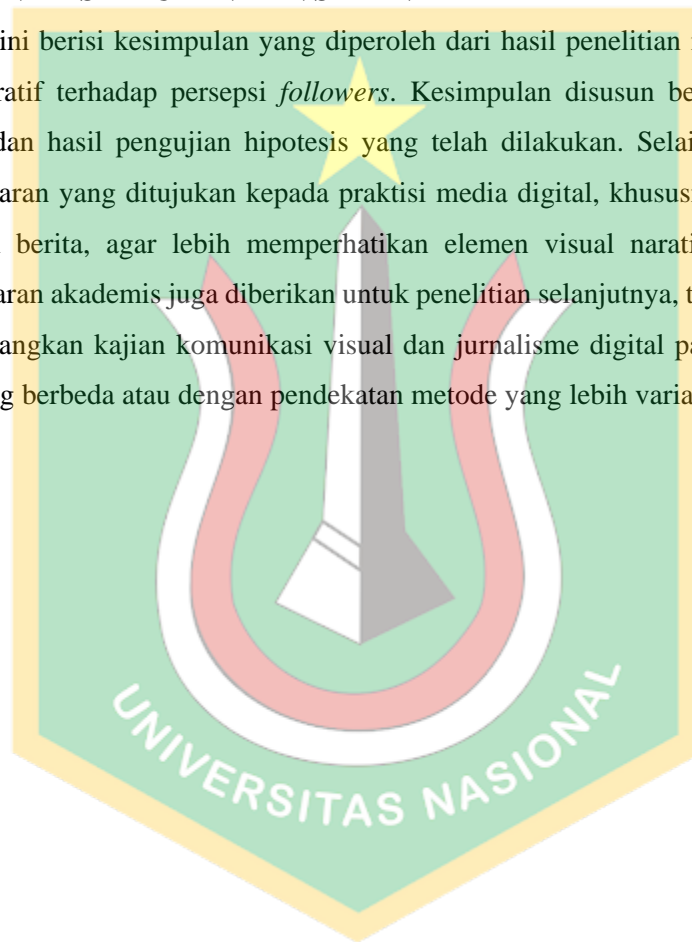 ini berisi kesimpulan yang diperoleh dari hasil penelitian
ratif terhadap persepsi followers. Kesimpulan disusun be
dan hasil pengujian hipotesis yang telah dilakukan. Selai
aran yang ditujukan kepada praktisi media digital, khusus
berita, agar lebih memperhatikan elemen visual narati
aran akademis juga diberikan untuk penelitian selanjutnya, t
angkan kajian komunikasi visual dan jurnalisme digital pa
g berbeda atau dengan pendekatan metode yang lebih varia
UNIVERSITAS NASIONAL